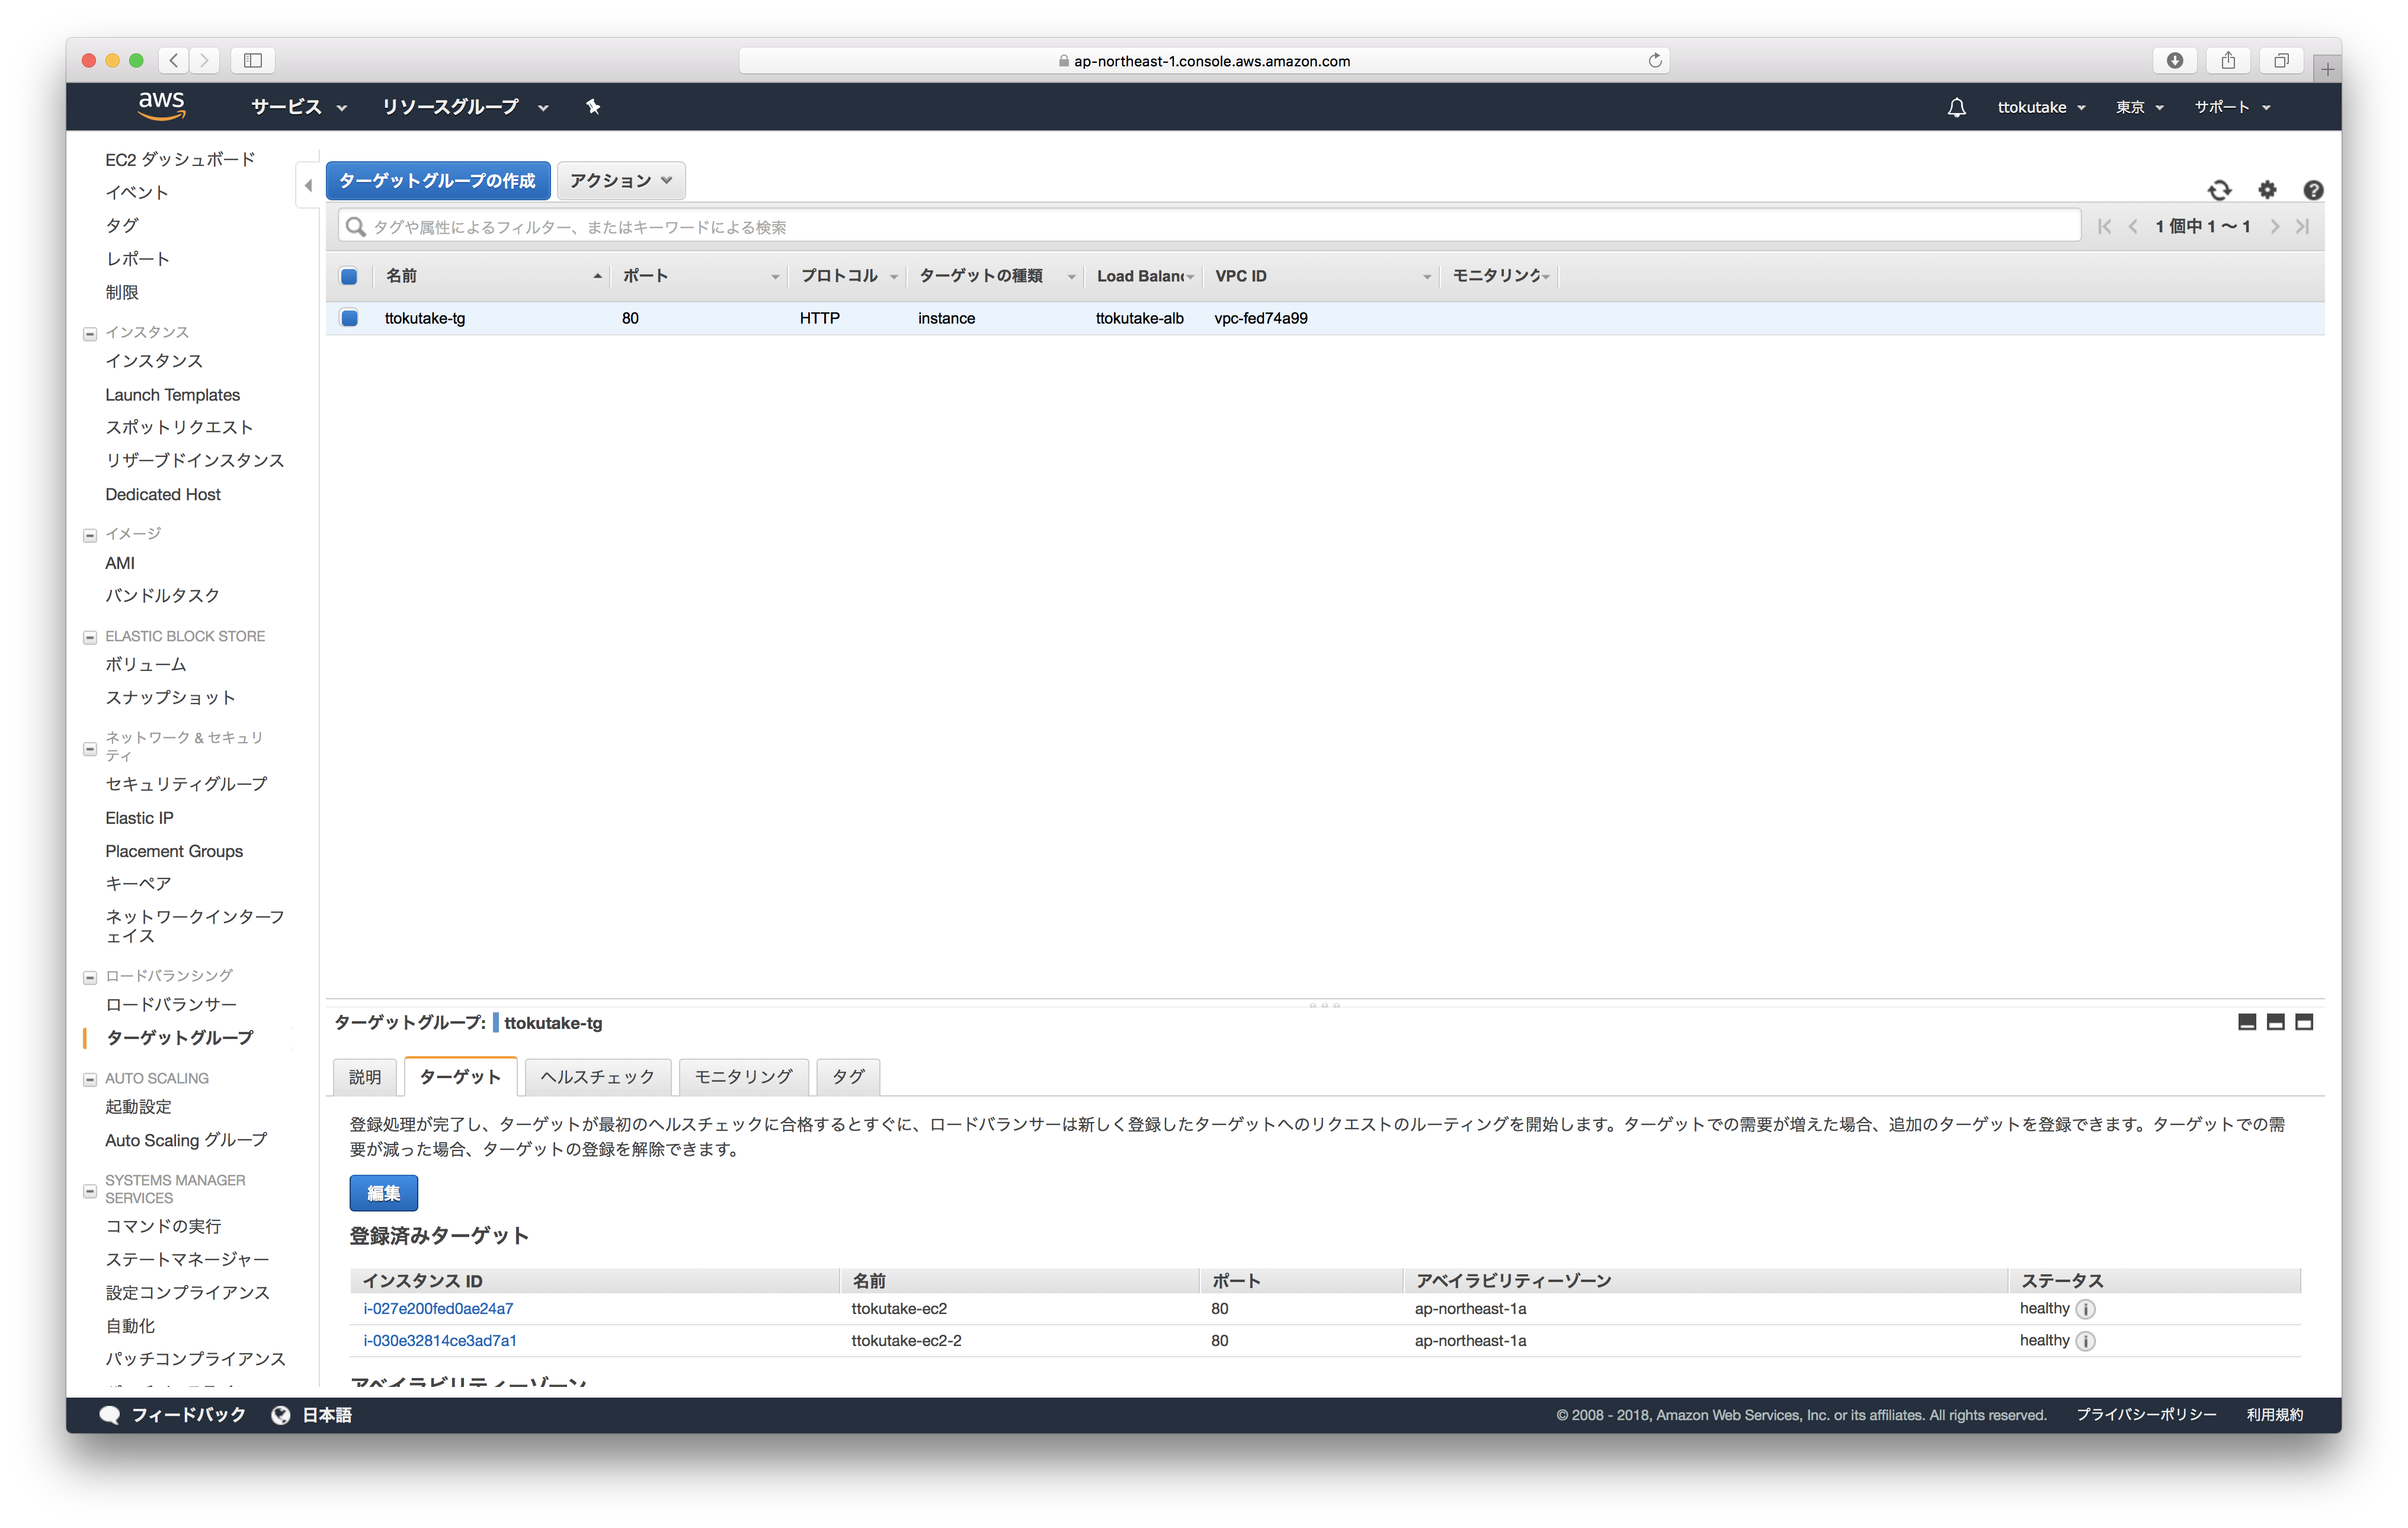 ap-northeast-1.console.aws.amazon.com
aws
サービス
リソースグループ
ttokutake
東京
サポート
EC2 ダッシュボード
イベント
タグ
レポート
制限
インスタンス
インスタンス
Launch Templates
スポットリクエスト
リザーブドインスタンス
Dedicated Host
イメージ
AMI
バンドルタスク
ELASTIC BLOCK STORE
ボリューム
スナップショット
ネットワーク & セキュリ
ティ
セキュリティグループ
Elastic IP
Placement Groups
キーペア
ネットワークインターフ
ェイス
ロードバランシング
ロードバランサー
ターゲットグループ
AUTO SCALING
起動設定
Auto Scaling グループ
SYSTEMS MANAGER
SERVICES
コマンドの実行
ステートマネージャー
設定コンプライアンス
自動化
パッチコンプライアンス
ターゲットグループの作成
アクション
タグや属性によるフィルター、またはキーワードによる検索
1 個中 1 ～ 1
名前 ポート プロトコル ターゲットの種類 Load Balanc VPC ID モニタリング
ttokutake-tg 80 HTTP instance ttokutake-alb vpc-fed74a99
ターゲットグループ: ttokutake-tg
説明
ターゲット
ヘルスチェック
モニタリング
タグ
登録処理が完了し、ターゲットが最初のヘルスチェックに合格するとすぐに、ロードバランサーは新しく登録したターゲットへのリクエストのルーティングを開始します。ターゲットでの需要が増えた場合、追加のターゲットを登録できます。ターゲットでの需
要が減った場合、ターゲットの登録を解除できます。
編集
登録済みターゲット
インスタンス ID 名前 ポート アベイラビリティーゾーン ステータス
i-027e200fed0ae24a7 ttokutake-ec2 80 ap-northeast-1a healthy
i-030e32814ce3ad7a1 ttokutake-ec2-2 80 ap-northeast-1a healthy
アベイラビリティーゾーン
フィードバック
日本語
© 2008 - 2018, Amazon Web Services, Inc. or its affiliates. All rights reserved.
プライバシーポリシー
利用規約